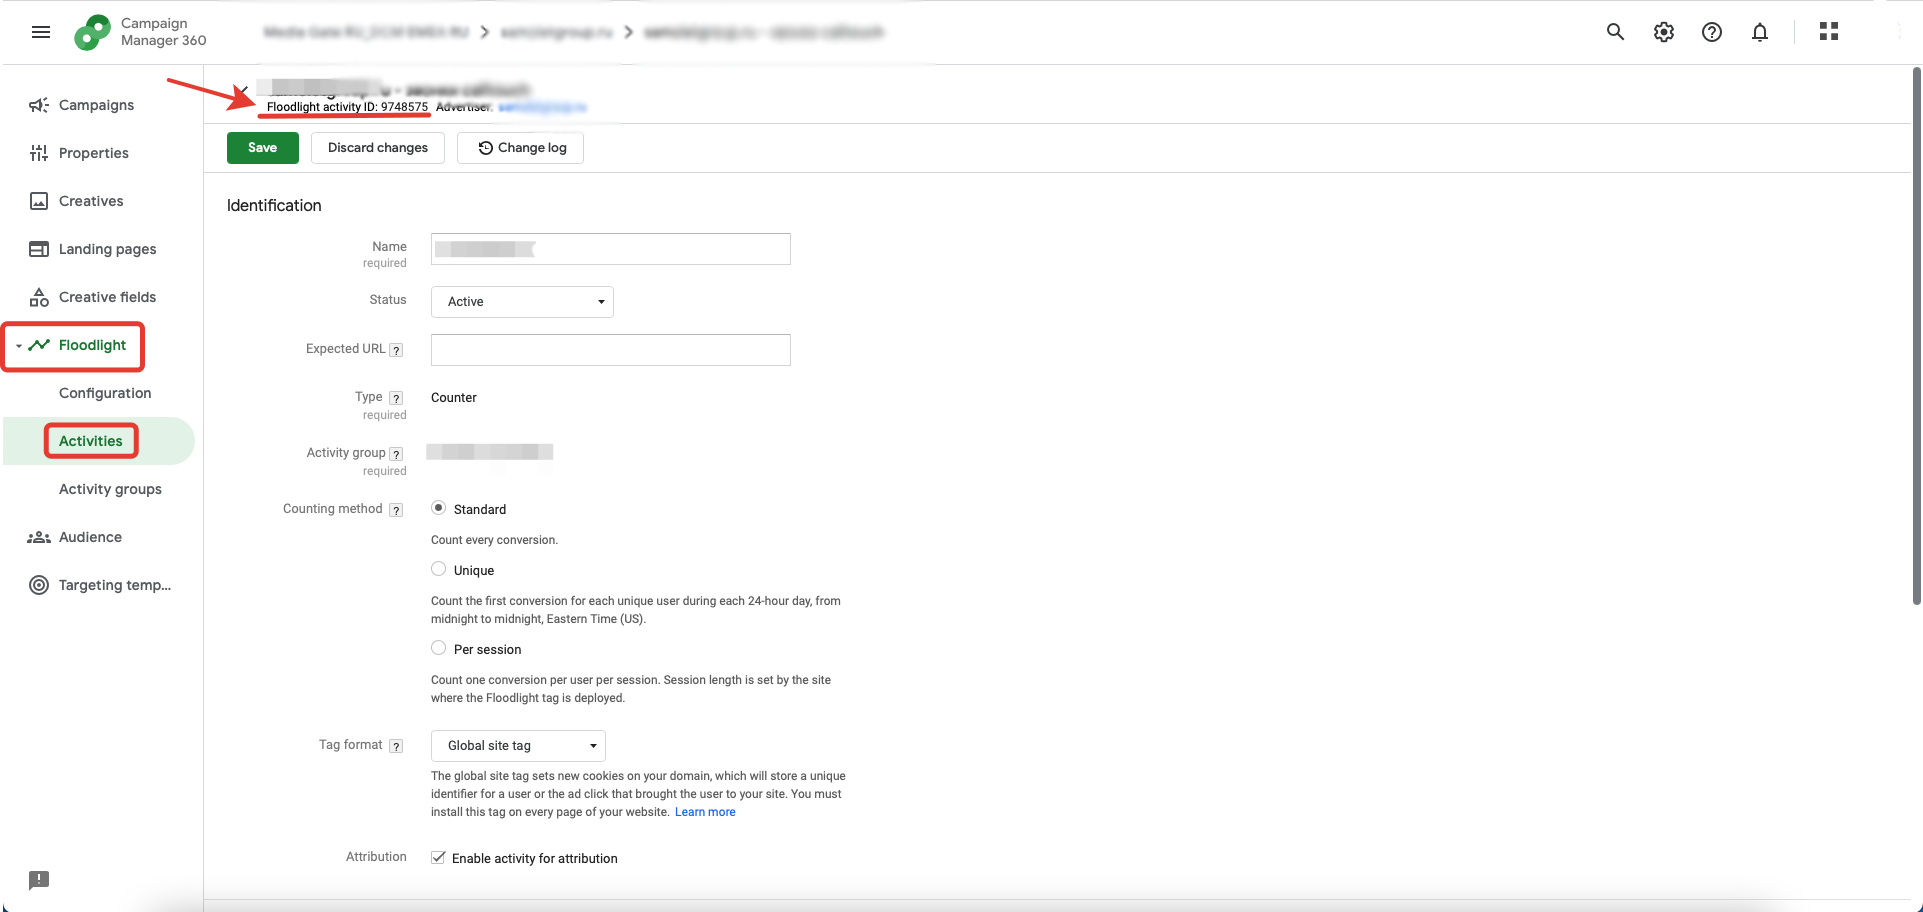 Campaign
Manager 360
Floodlight activity ID: 9748575 Advertiser:
Save
Discard changes
Change log
Campaigns
Properties
Creatives
Landing pages
Creative fields
Floodlight
Configuration
Activities
Activity groups
Audience
Targeting temp...
Identification
Name
required
Status
Active
Expected URL ?
Type ?
required
Counter
Activity group ?
required
Counting method ?
Standard
Count every conversion.
Unique
Count the first conversion for each unique user during each 24-hour day, from
midnight to midnight, Eastern Time (US).
Per session
Count one conversion per user per session. Session length is set by the site
where the Floodlight tag is deployed.
Tag format ?
Global site tag
The global site tag sets new cookies on your domain, which will store a unique
identifier for a user or the ad click that brought the user to your site. You must
install this tag on every page of your website. Learn more
Attribution
Enable activity for attribution